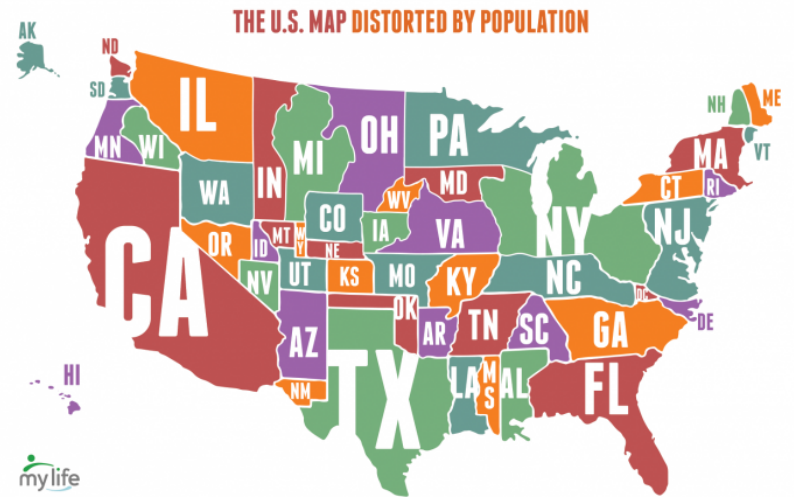 THE U.S. MAP DISTORTED BY POPULATION
AK
ND
SD
MN
WI
IL
IN
MI
OH
PA
NH
ME
VT
MA
CT
RI
WA
CO
WV
MD
IA
VA
NY
NJ
CA
OR
ID
MT
WY
NE
NV
UT
KS
MO
KY
NC
DC
DE
AZ
OK
AR
TN
SC
GA
HI
NM
TX
LA
MS
AL
FL
mylife